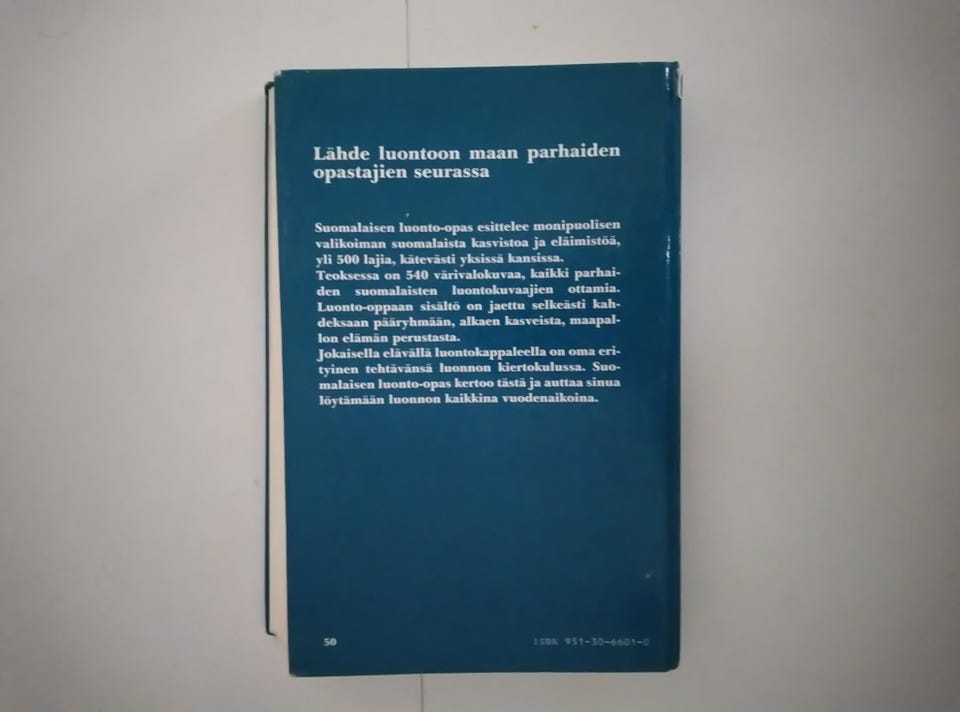 Lähde luontoon maan parhaiden
opastajien seurassa
Suomalaisen luonto-opas esittelee monipuolisen
valikoiman suomalaista kasvistoa ja eläimistöä,
yli 500 lajia, kätevästi yksissä kansissa.
Teoksessa on 540 värivalokuvaa, kaikki parhai-
den suomalaisten luontokuvaajien ottamia.
Luonto-oppaan sisältö on jaettu selkeästi kah-
deksaan pääryhmään, alkaen kasveista, maapal-
lon elämän perustasta.
Jokaisella elävällä luontokappaleella on oma eri-
tyinen tehtävänsä luonnon kiertokulussa. Suo-
malaisen luonto-opas kertoo tästä ja auttaa sinua
löytämään luonnon kaikkina vuodenaikoina.
50
ISBN 951-30-6601-0